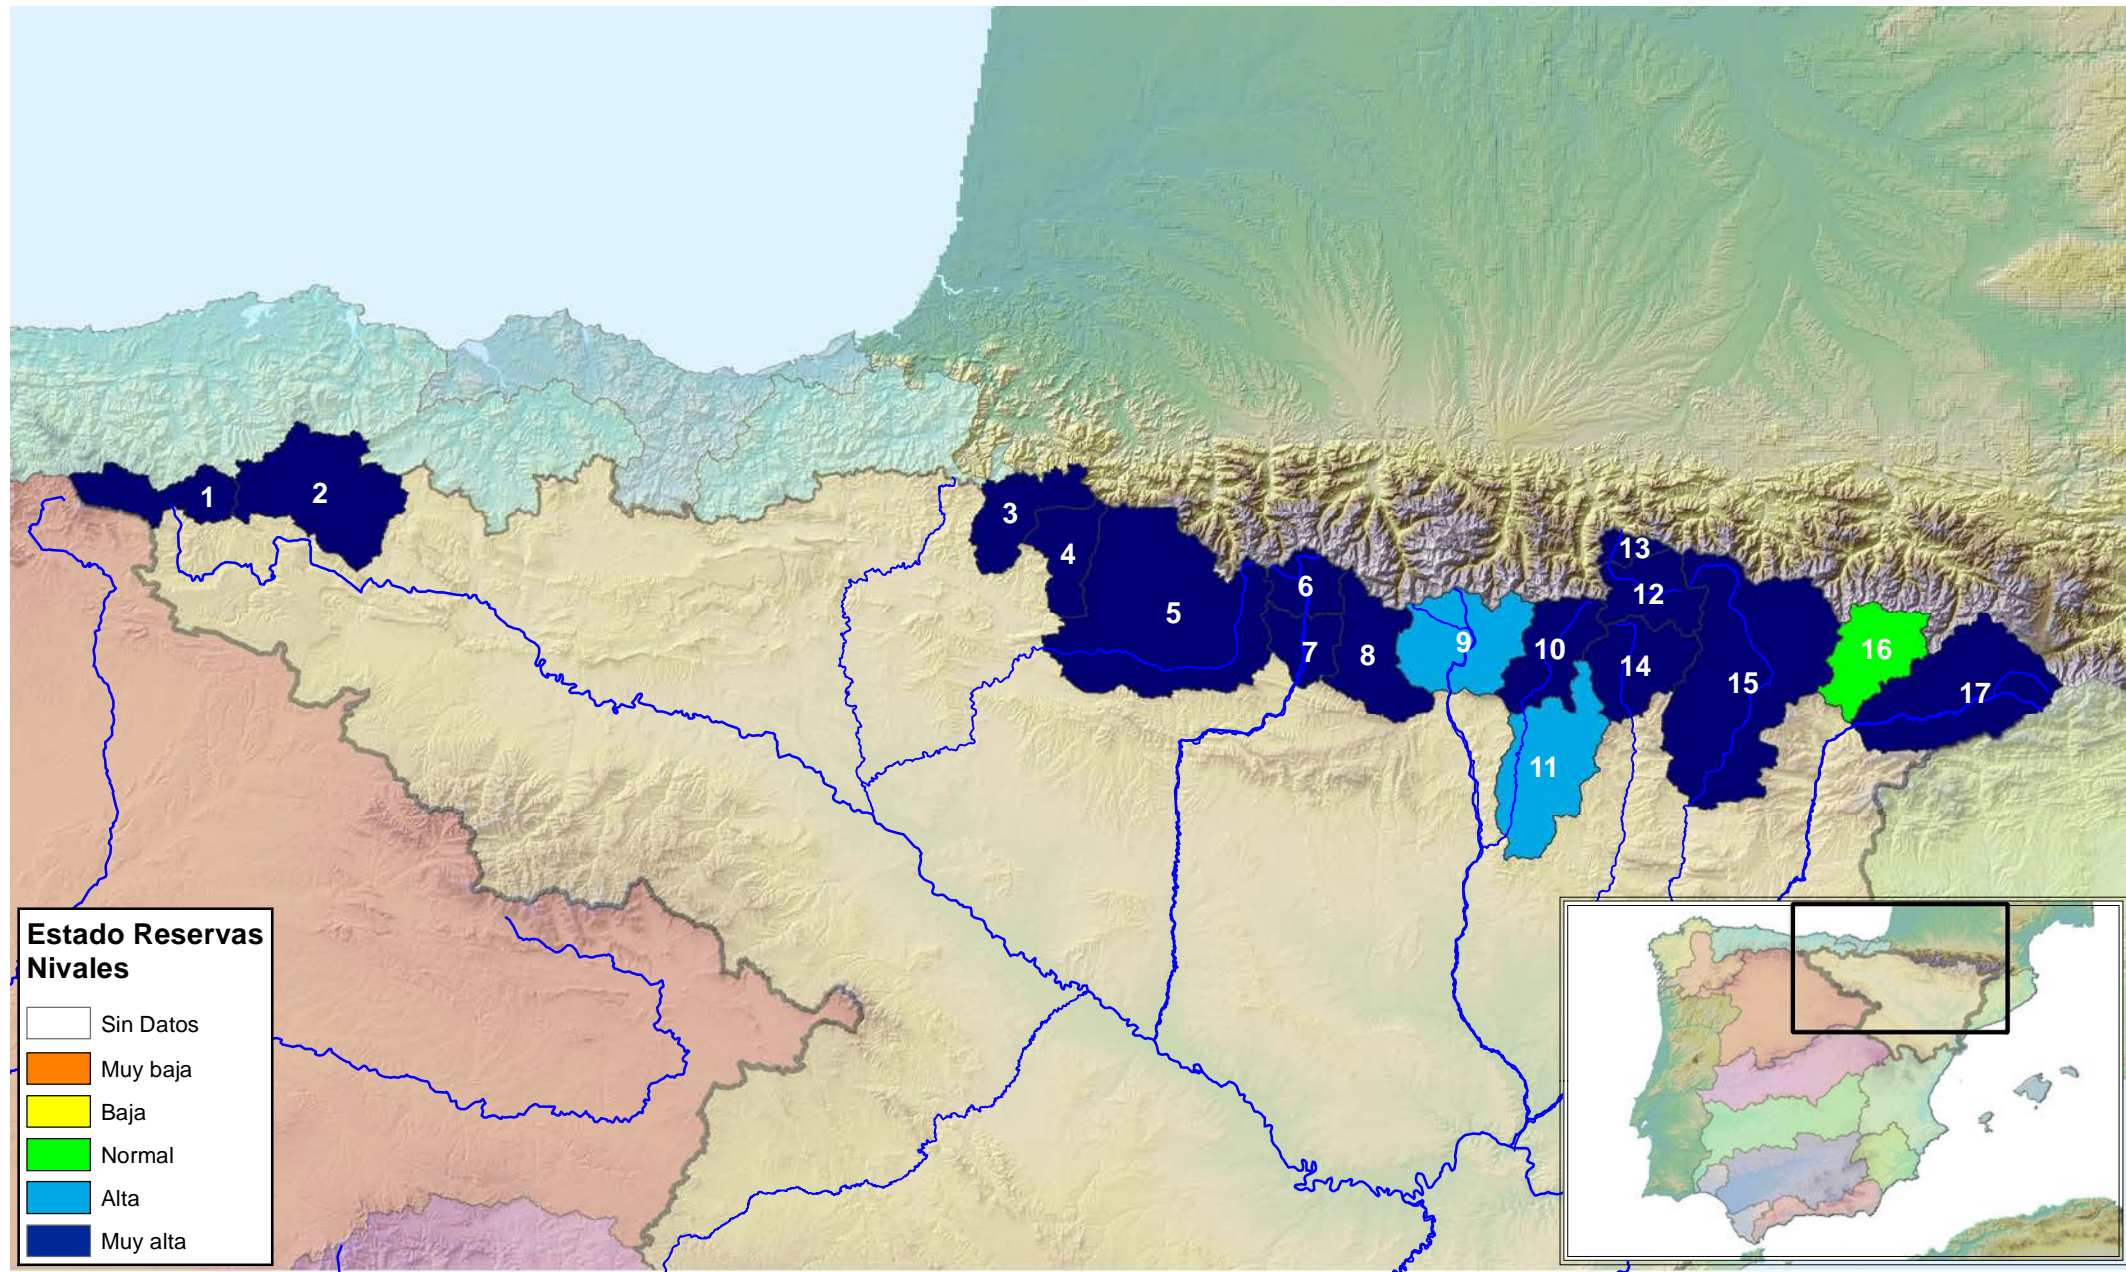 1
2
3
4
5
6
7
8
9
10
11
12
13
14
15
16
17
Estado Reservas
Nivales
Sin Datos
Muy baja
Baja
Normal
Alta
Muy alta